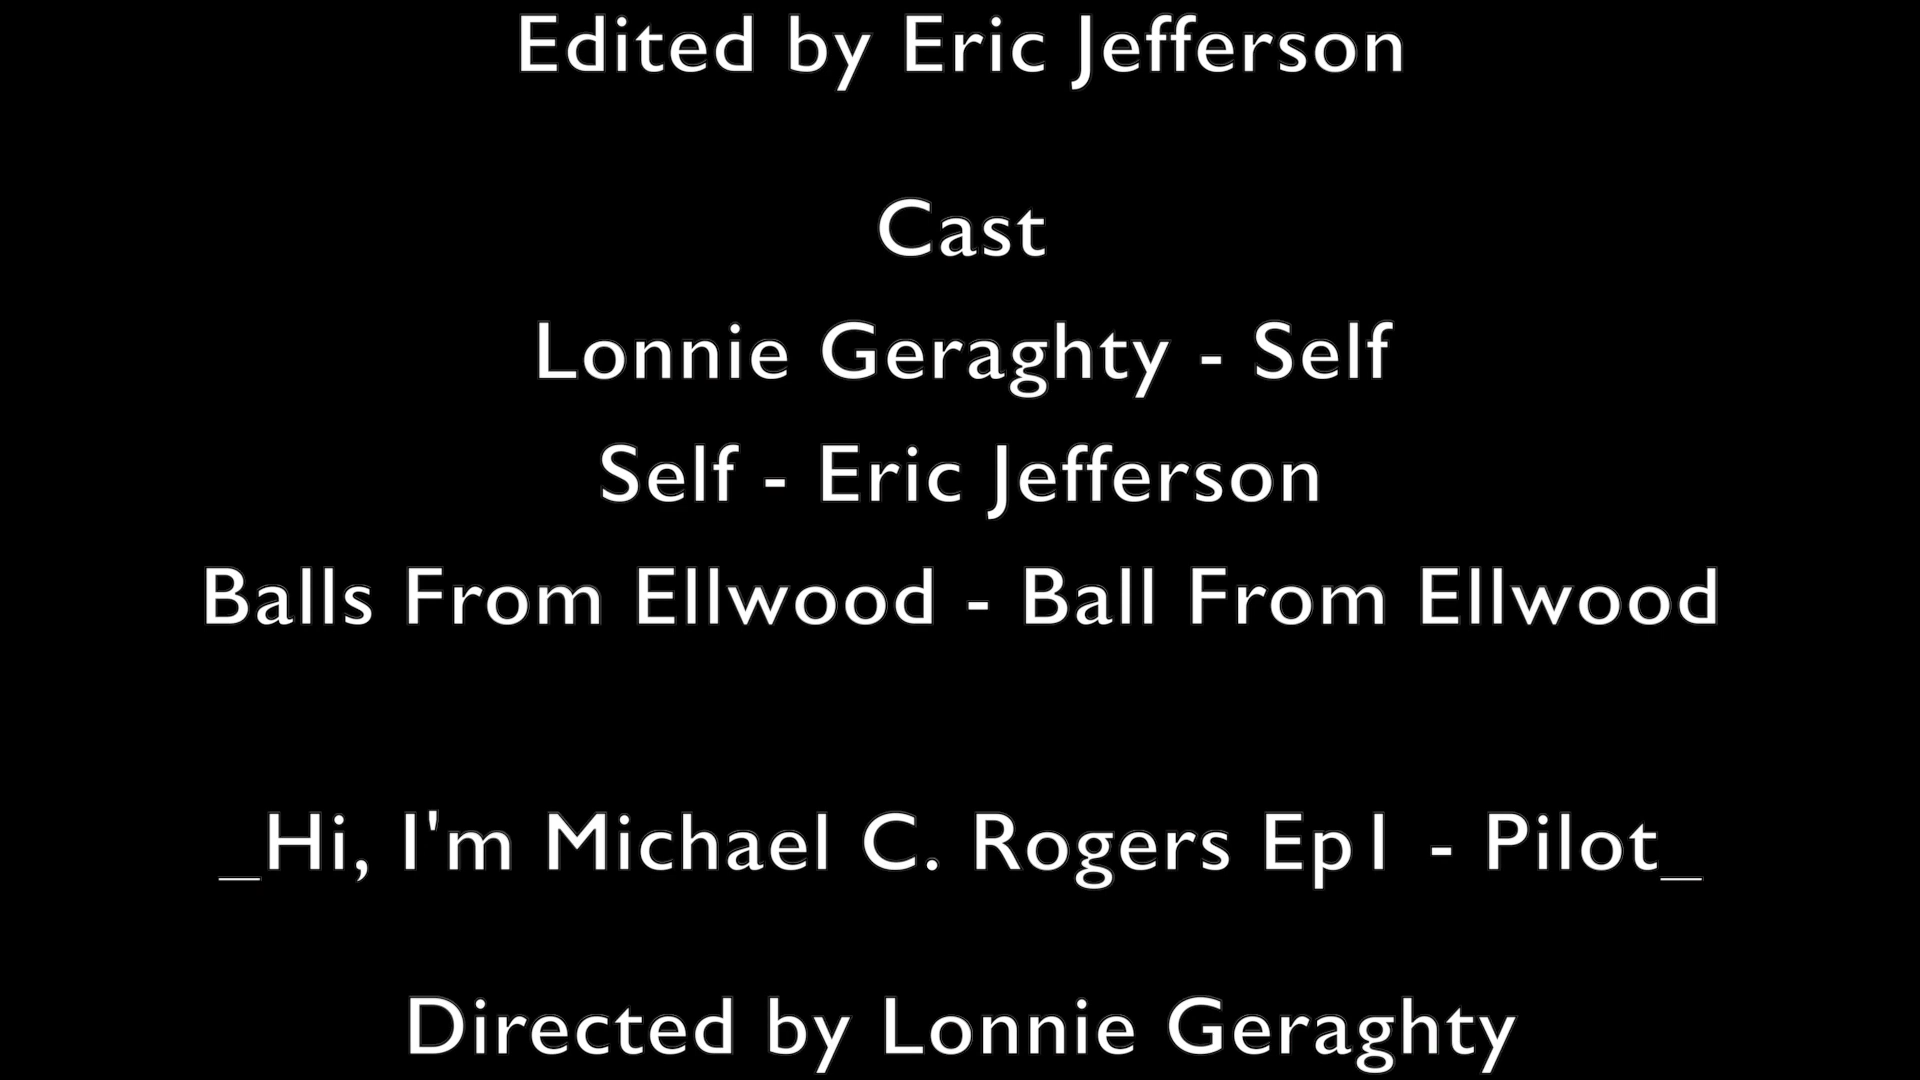 Edited by Eric Jefferson
Cast
Lonnie Geraghty - Self
Self - Eric Jefferson
Balls From Ellwood - Ball From Ellwood
_Hi, I'm Michael C. Rogers Ep1 - Pilot_
Directed by Lonnie Geraghty